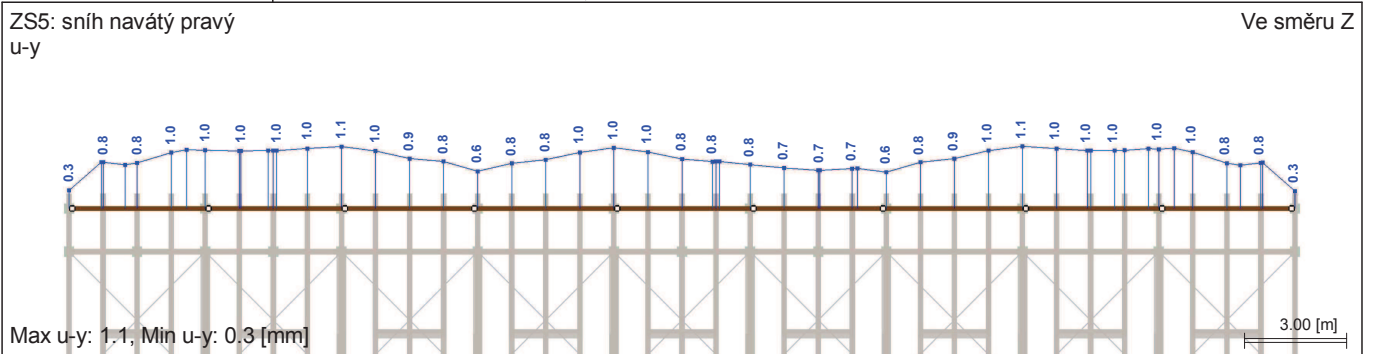 ZS5: sníh navátý pravý
Ve směru Z
u-y
0.3 0.8 0.8 1.0 1.0 1.0 1.0 1.0 1.1 1.0 0.9 0.8 0.6 0.8 0.8 1.0 1.0 1.0 0.8 0.8 0.8 0.7 0.7 0.7 0.6 0.8 0.9 1.0 1.1 1.0 1.0 1.0 1.0 1.0 0.8 0.8 0.3
Max u-y: 1.1, Min u-y: 0.3 [mm]
3.00 [m]